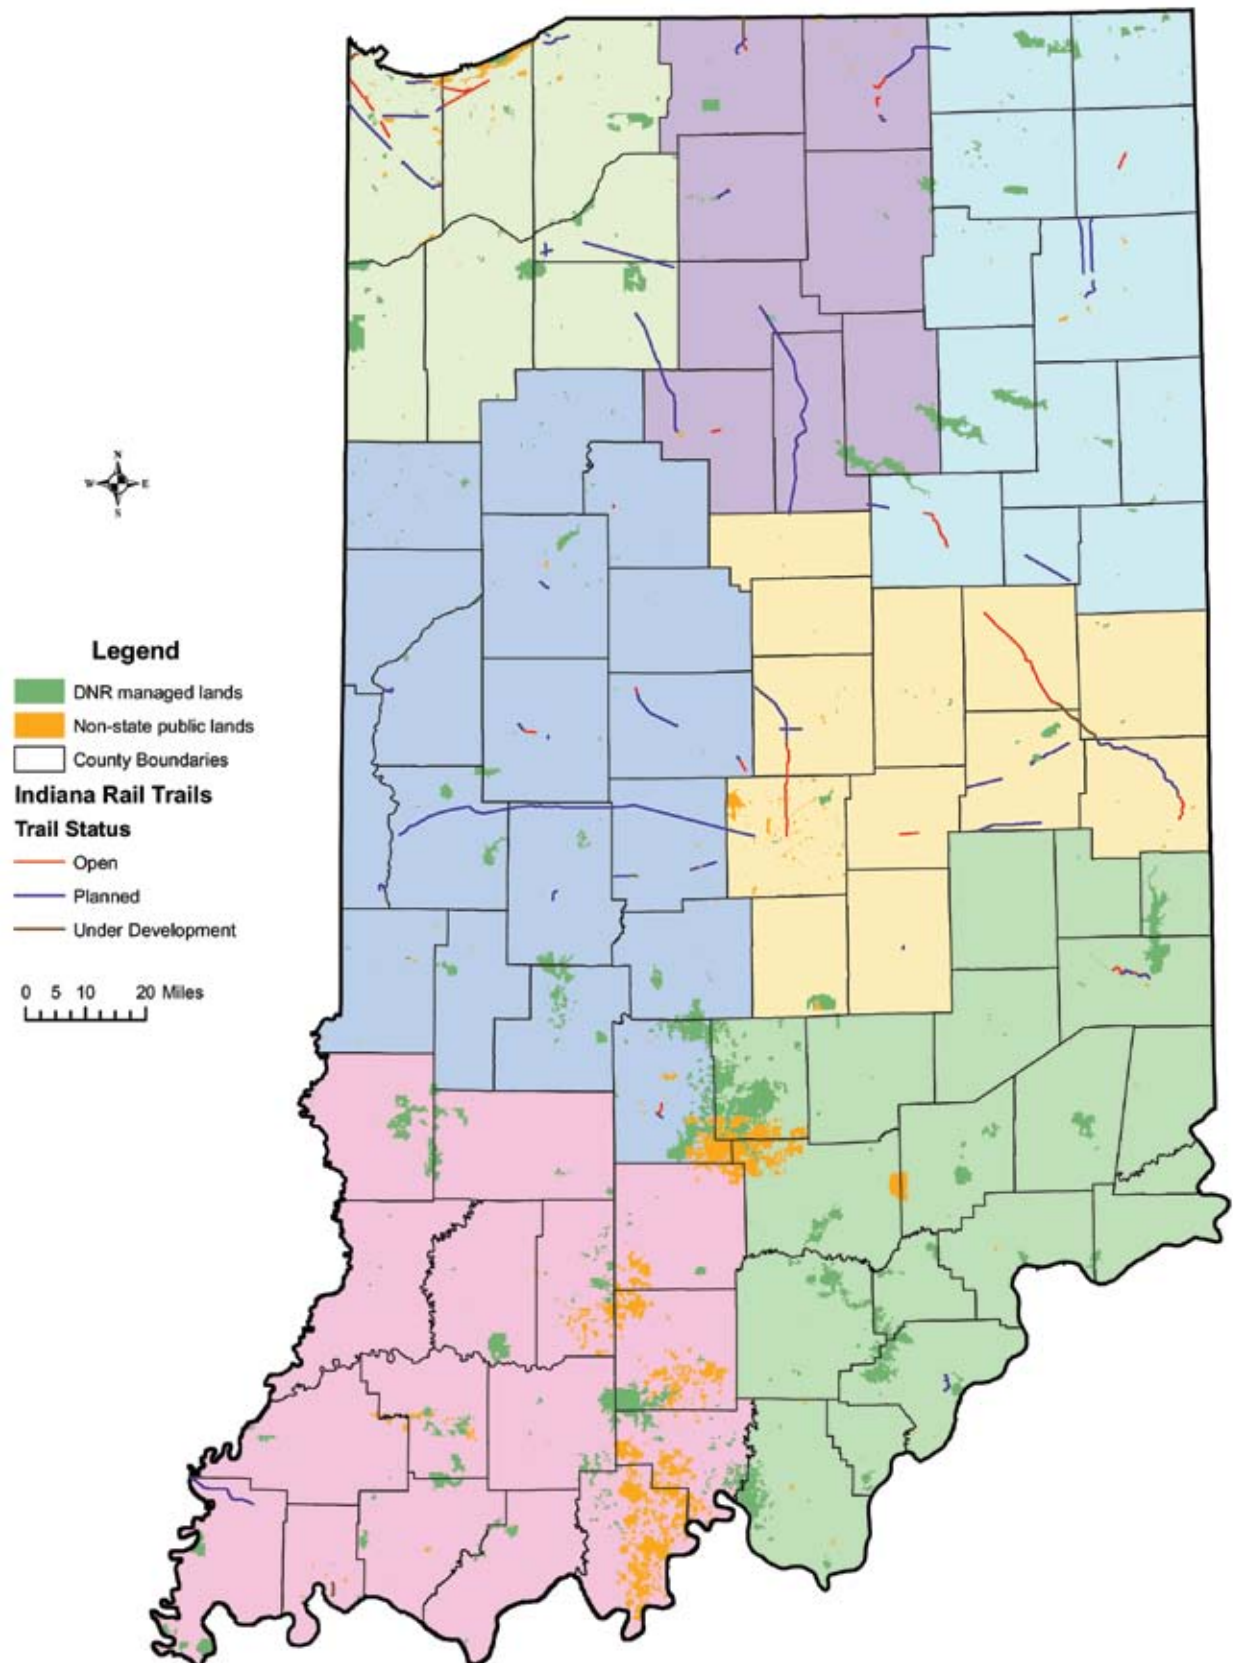 N
W E
S
Legend
DNR managed lands
Non-state public lands
County Boundaries
Indiana Rail Trails
Trail Status
Open
Planned
Under Development
0 5 10 20 Miles